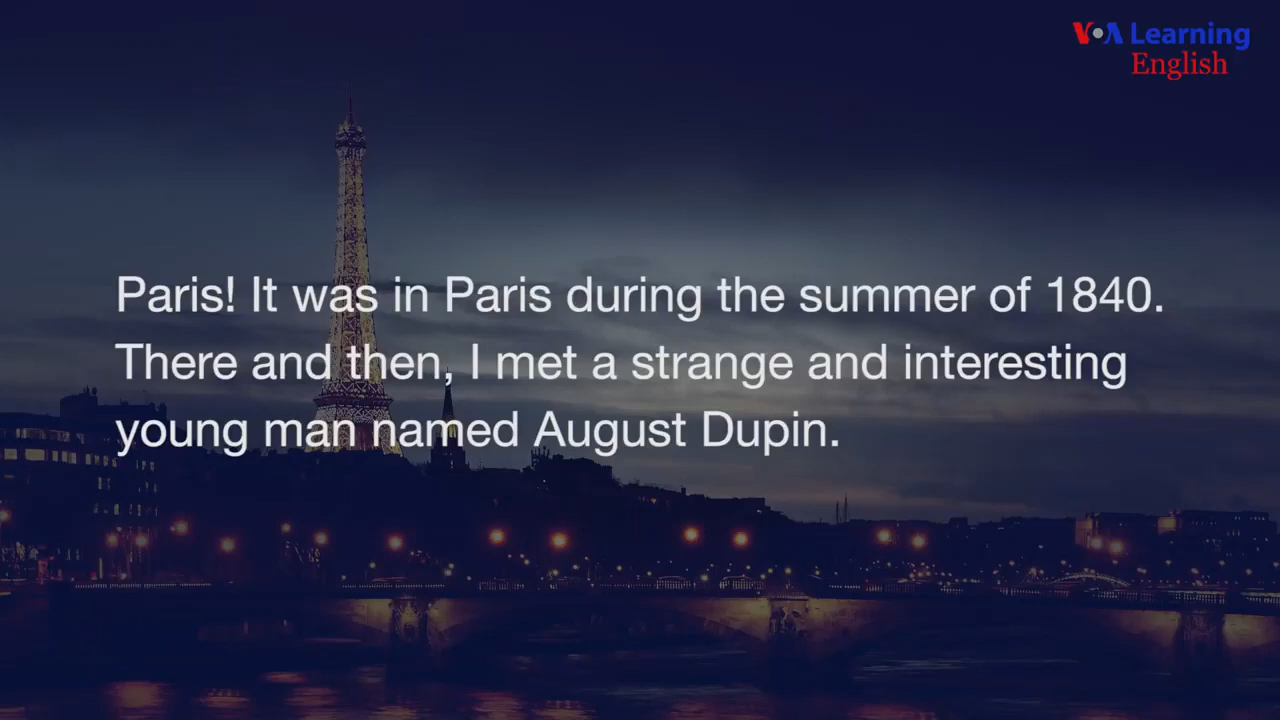 VOA Learning
English
Paris! It was in Paris during the summer of 1840.
There and then, I met a strange and interesting
young man named August Dupin.